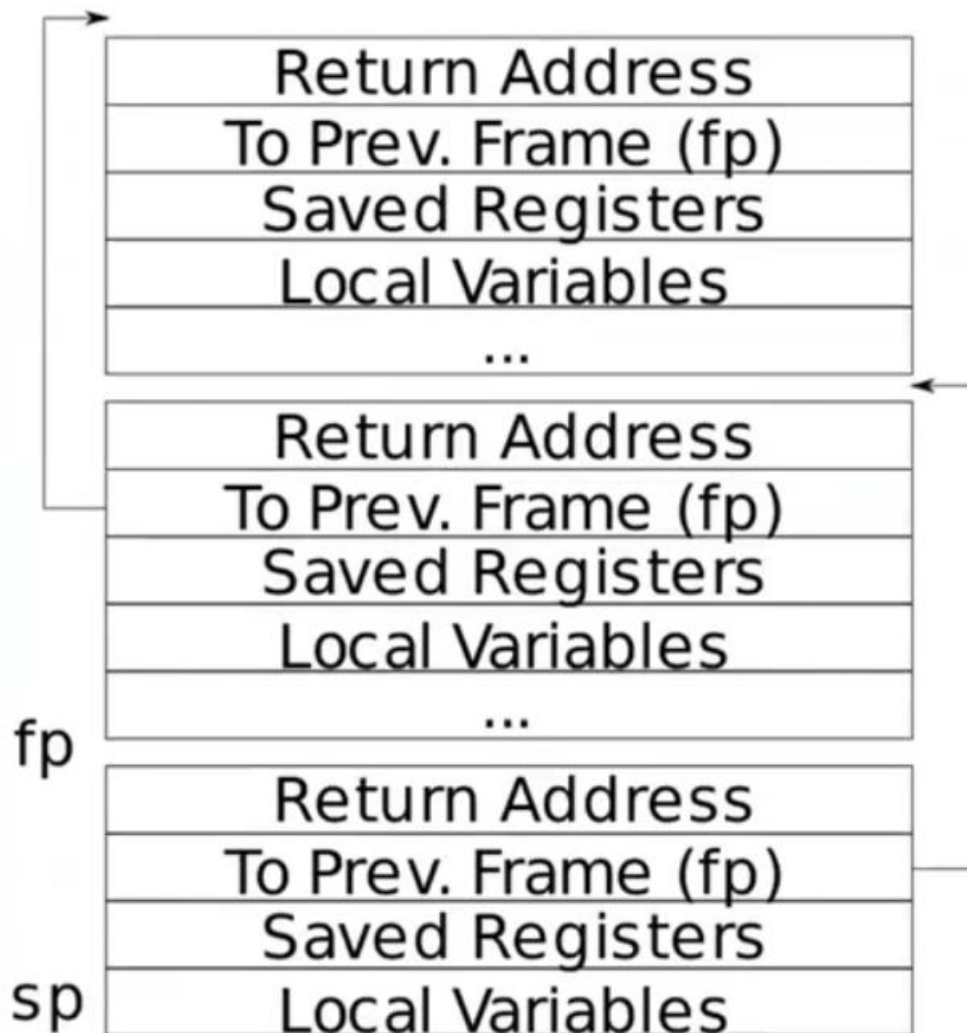 Return Address
To Prev. Frame (fp)
Saved Registers
Local Variables
...
Return Address
To Prev. Frame (fp)
Saved Registers
Local Variables
...
fp
Return Address
To Prev. Frame (fp)
Saved Registers
sp
Local Variables